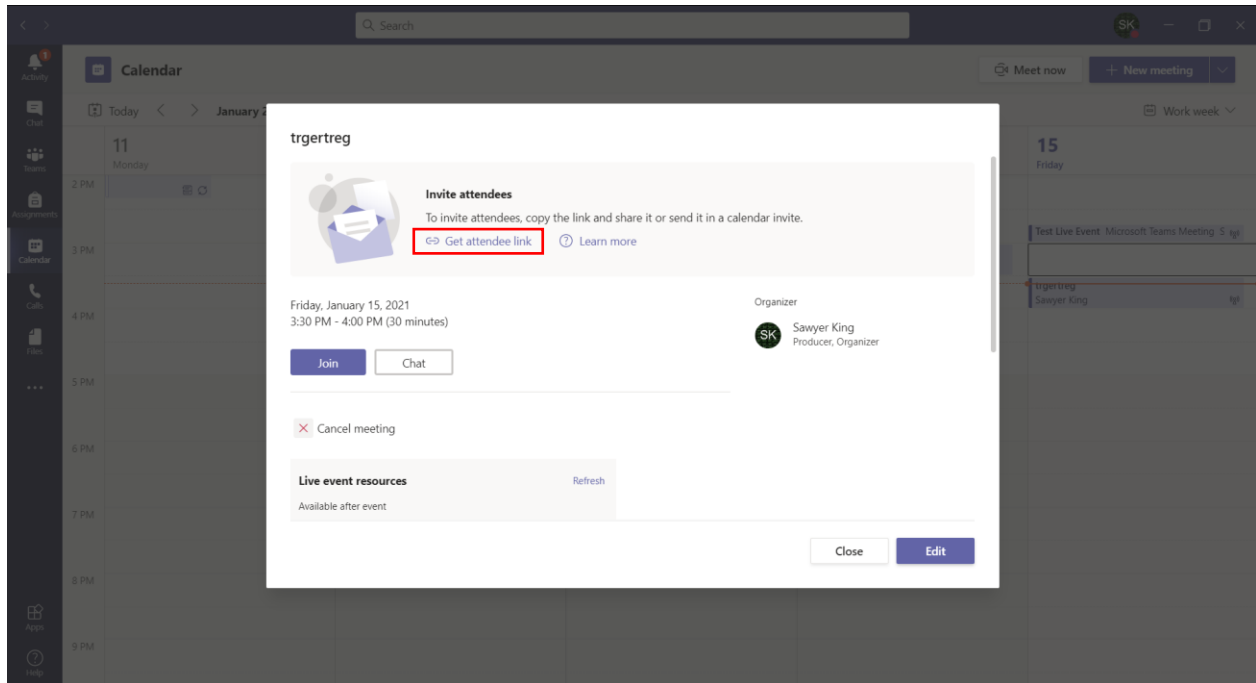 Search
SK
1
Activity
Calendar
Meet now
+ New meeting
Chat
Today
January 2
Work week
Teams
11
Monday
15
Friday
trgertreg
Invite attendees
To invite attendees, copy the link and share it or send it in a calendar invite.
Get attendee link
? Learn more
2 PM
Assignments
Calendar
3 PM
Test Live Event Microsoft Teams Meeting S
trgertreg
Sawyer King
Calls
4 PM
Files
Friday, January 15, 2021
3:30 PM - 4:00 PM (30 minutes)
Organizer
SK
Sawyer King
Producer, Organizer
Join
Chat
5 PM
Cancel meeting
6 PM
Live event resources
Refresh
Available after event
7 PM
Close
Edit
8 PM
Apps
9 PM
Help